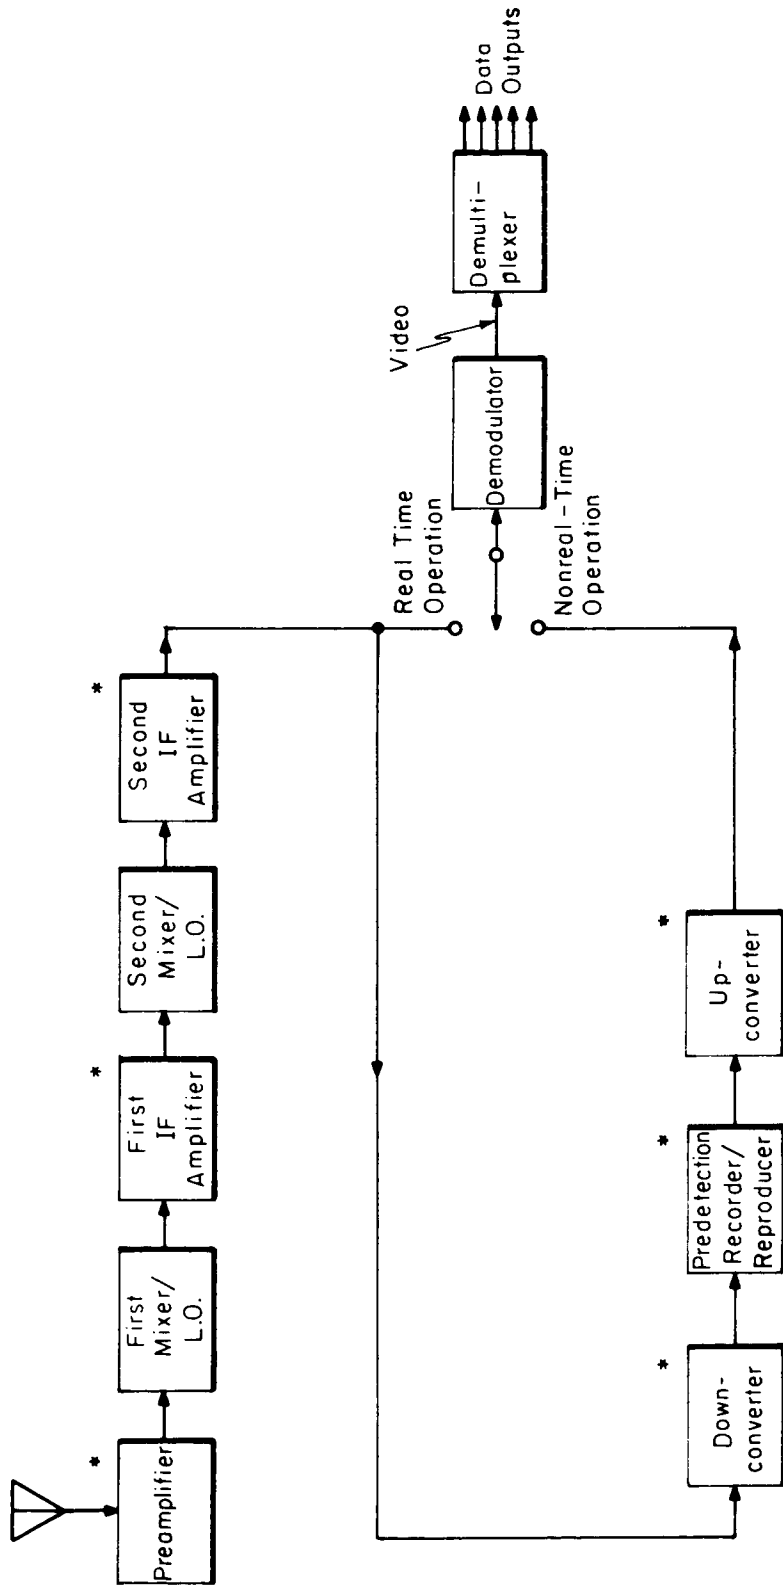 *
Preamplifier
First
Mixer/
L.O.
*
First
IF
Amplifier
Second
Mixer/
L.O.
*
Second
IF
Amplifier
Real Time
Operation
Nonreal-Time
Operation
Demodulator
Video
Demulti-
plexer
Data
Outputs
*
Down-
converter
*
Predetection
Recorder/
Reproducer
*
Up-
converter